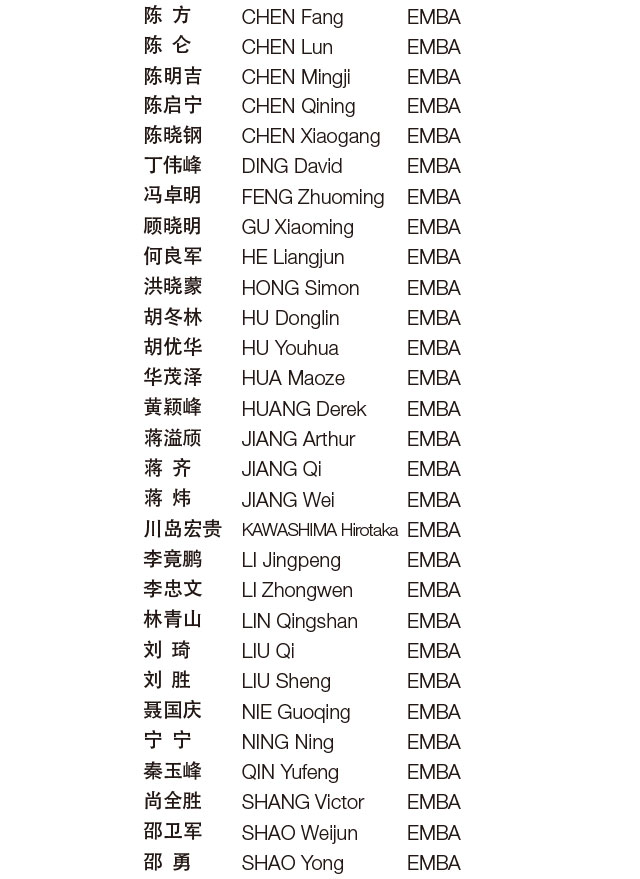 陈 方 CHEN Fang EMBA
陈 仑 CHEN Lun EMBA
陈明吉 CHEN Mingji EMBA
陈启宁 CHEN Qining EMBA
陈晓钢 CHEN Xiaogang EMBA
丁伟峰 DING David EMBA
冯卓明 FENG Zhuoming EMBA
顾晓明 GU Xiaoming EMBA
何良军 HE Liangjun EMBA
洪晓蒙 HONG Simon EMBA
胡冬林 HU Donglin EMBA
胡优华 HU Youhua EMBA
华茂泽 HUA Maoze EMBA
黄颖峰 HUANG Derek EMBA
蒋溢颀 JIANG Arthur EMBA
蒋 齐 JIANG Qi EMBA
蒋 炜 JIANG Wei EMBA
川岛宏贵 KAWASHIMA Hirotaka EMBA
李竟鹏 LI Jingpeng EMBA
李忠文 LI Zhongwen EMBA
林青山 LIN Qingshan EMBA
刘 琦 LIU Qi EMBA
刘 胜 LIU Sheng EMBA
聂国庆 NIE Guoqing EMBA
宁 宁 NING Ning EMBA
秦玉峰 QIN Yufeng EMBA
尚全胜 SHANG Victor EMBA
邵卫军 SHAO Weijun EMBA
邵 勇 SHAO Yong EMBA